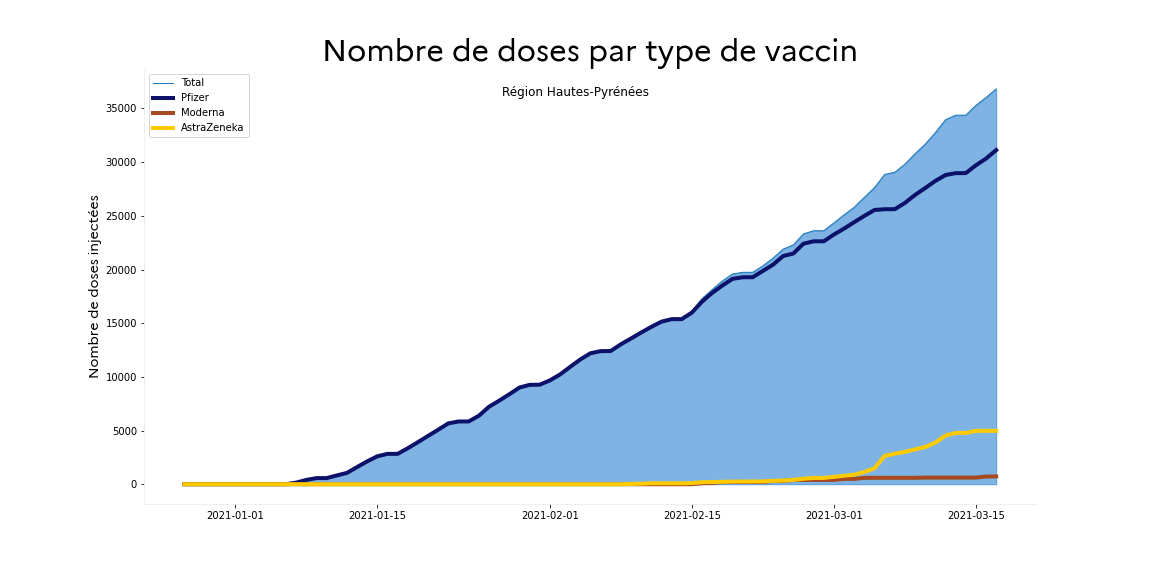 Nombre de doses par type de vaccin
Région Hautes-Pyrénées
Total
Pfizer
Moderna
AstraZeneka
Nombre de doses injectées
35000
30000
25000
20000
15000
10000
5000
0
2021-01-01 2021-01-15 2021-02-01 2021-02-15 2021-03-01 2021-03-15